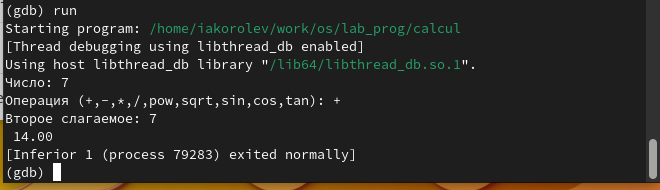 (gdb) run
Starting program: /home/iakorolev/work/os/lab_prog/calcul
[Thread debugging using libthread_db enabled]
Using host libthread_db library "/lib64/libthread_db.so.1".
Число: 7
Операция (+,-,*,/,pow,sqrt,sin,cos,tan): +
Второе слагаемое: 7
 14.00
[Inferior 1 (process 79283) exited normally]
(gdb)